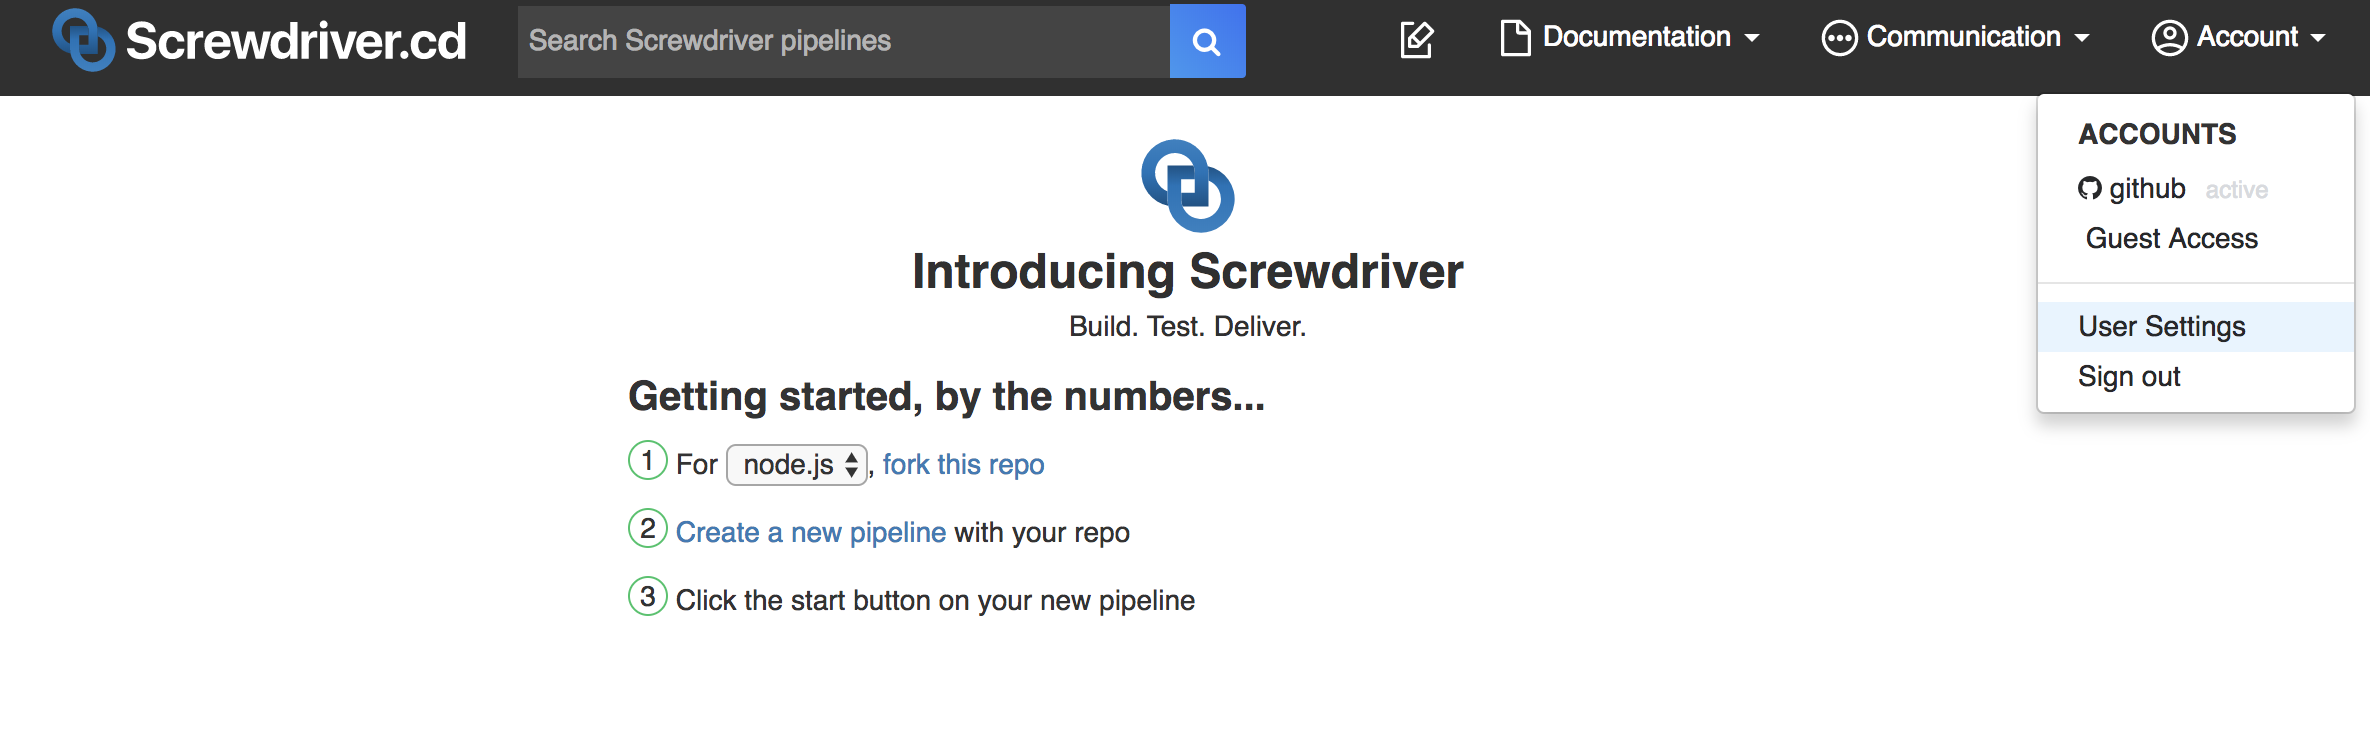 Screwdriver.cd Search Screwdriver pipelines Documentation Communication Account
ACCOUNTS
github active
Guest Access
User Settings
Sign out
Introducing Screwdriver
Build. Test. Deliver.
Getting started, by the numbers...
1 For node.js, fork this repo
2 Create a new pipeline with your repo
3 Click the start button on your new pipeline